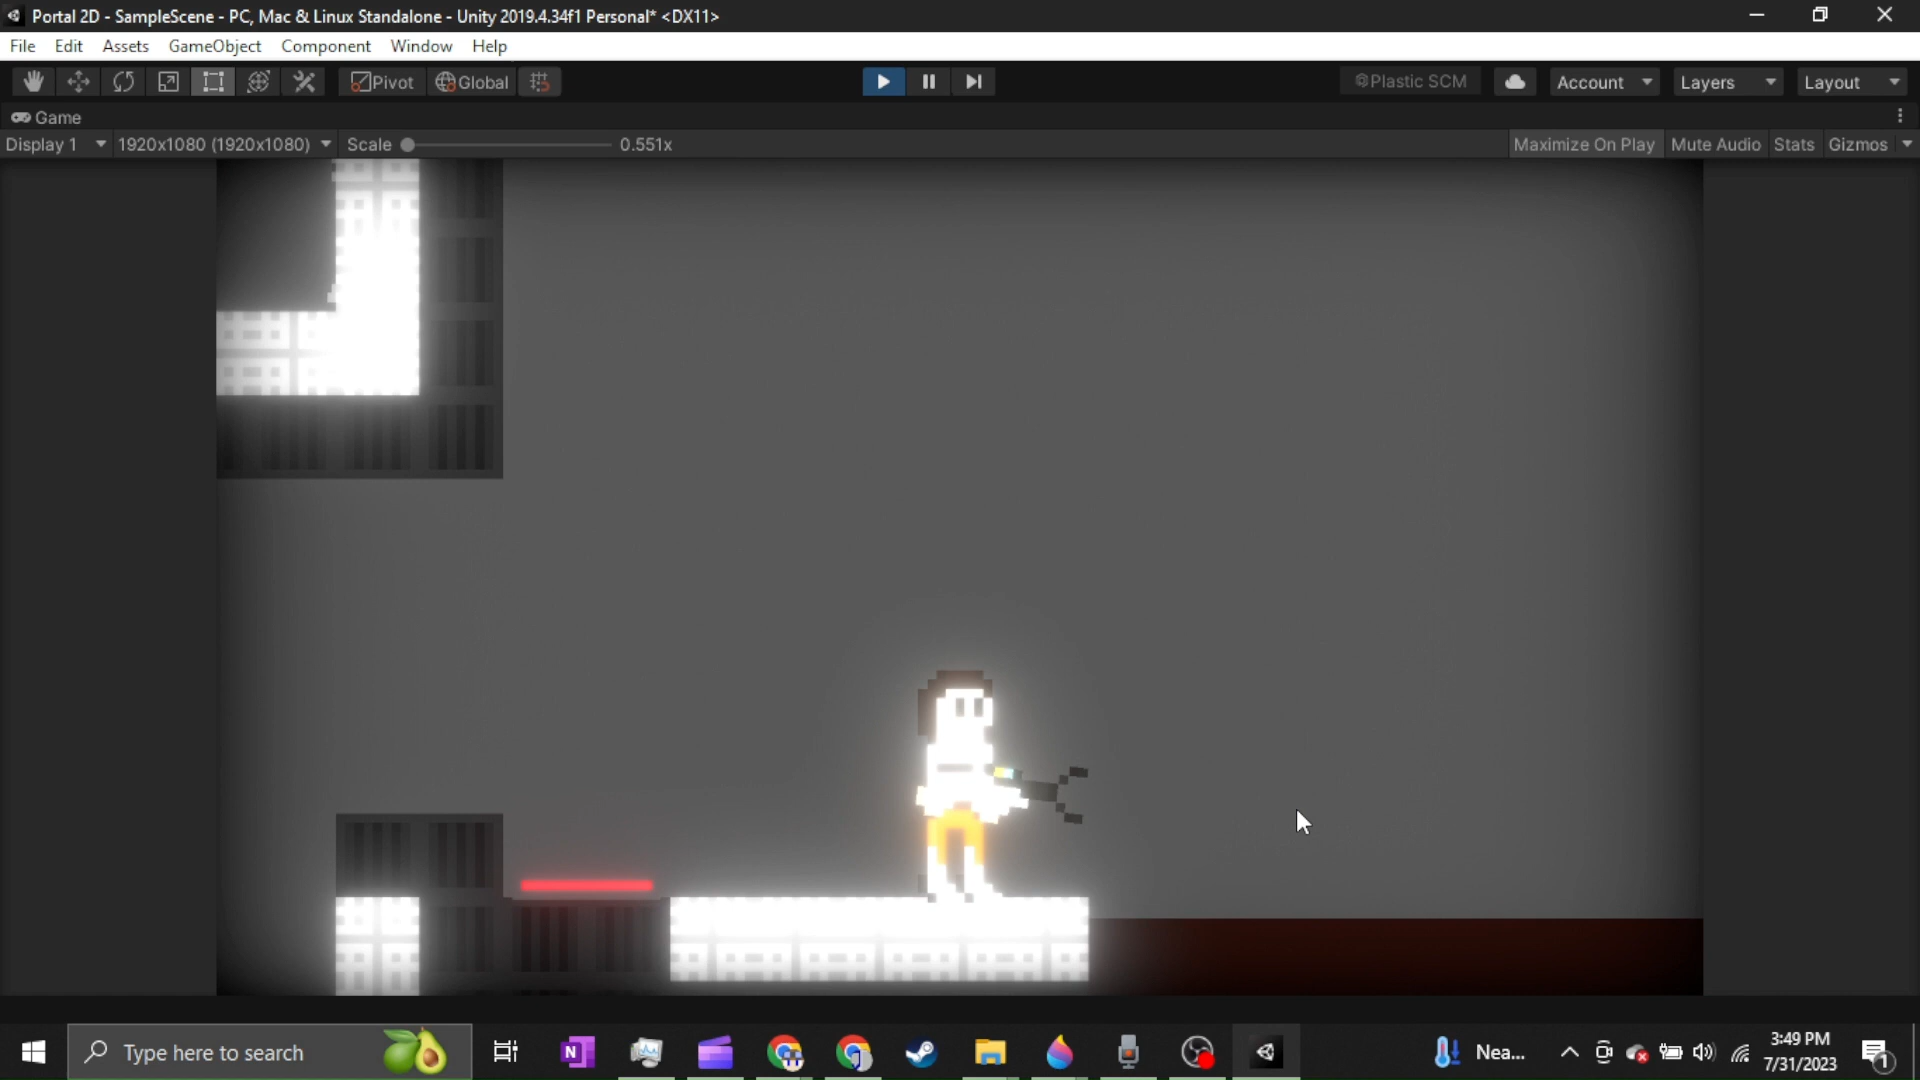 Portal 2D - SampleScene - PC, Mac & Linux Standalone - Unity 2019.4.34f1 Personal* <DX11>
File Edit Assets GameObject Component Window Help
Pivot Global Plastic SCM Account Layers Layout
Game
Display 1 1920x1080 (1920x1080) Scale 0.551x Maximize On Play Mute Audio Stats Gizmos
Type here to search N Nea... 3:49 PM
7/31/2023 1